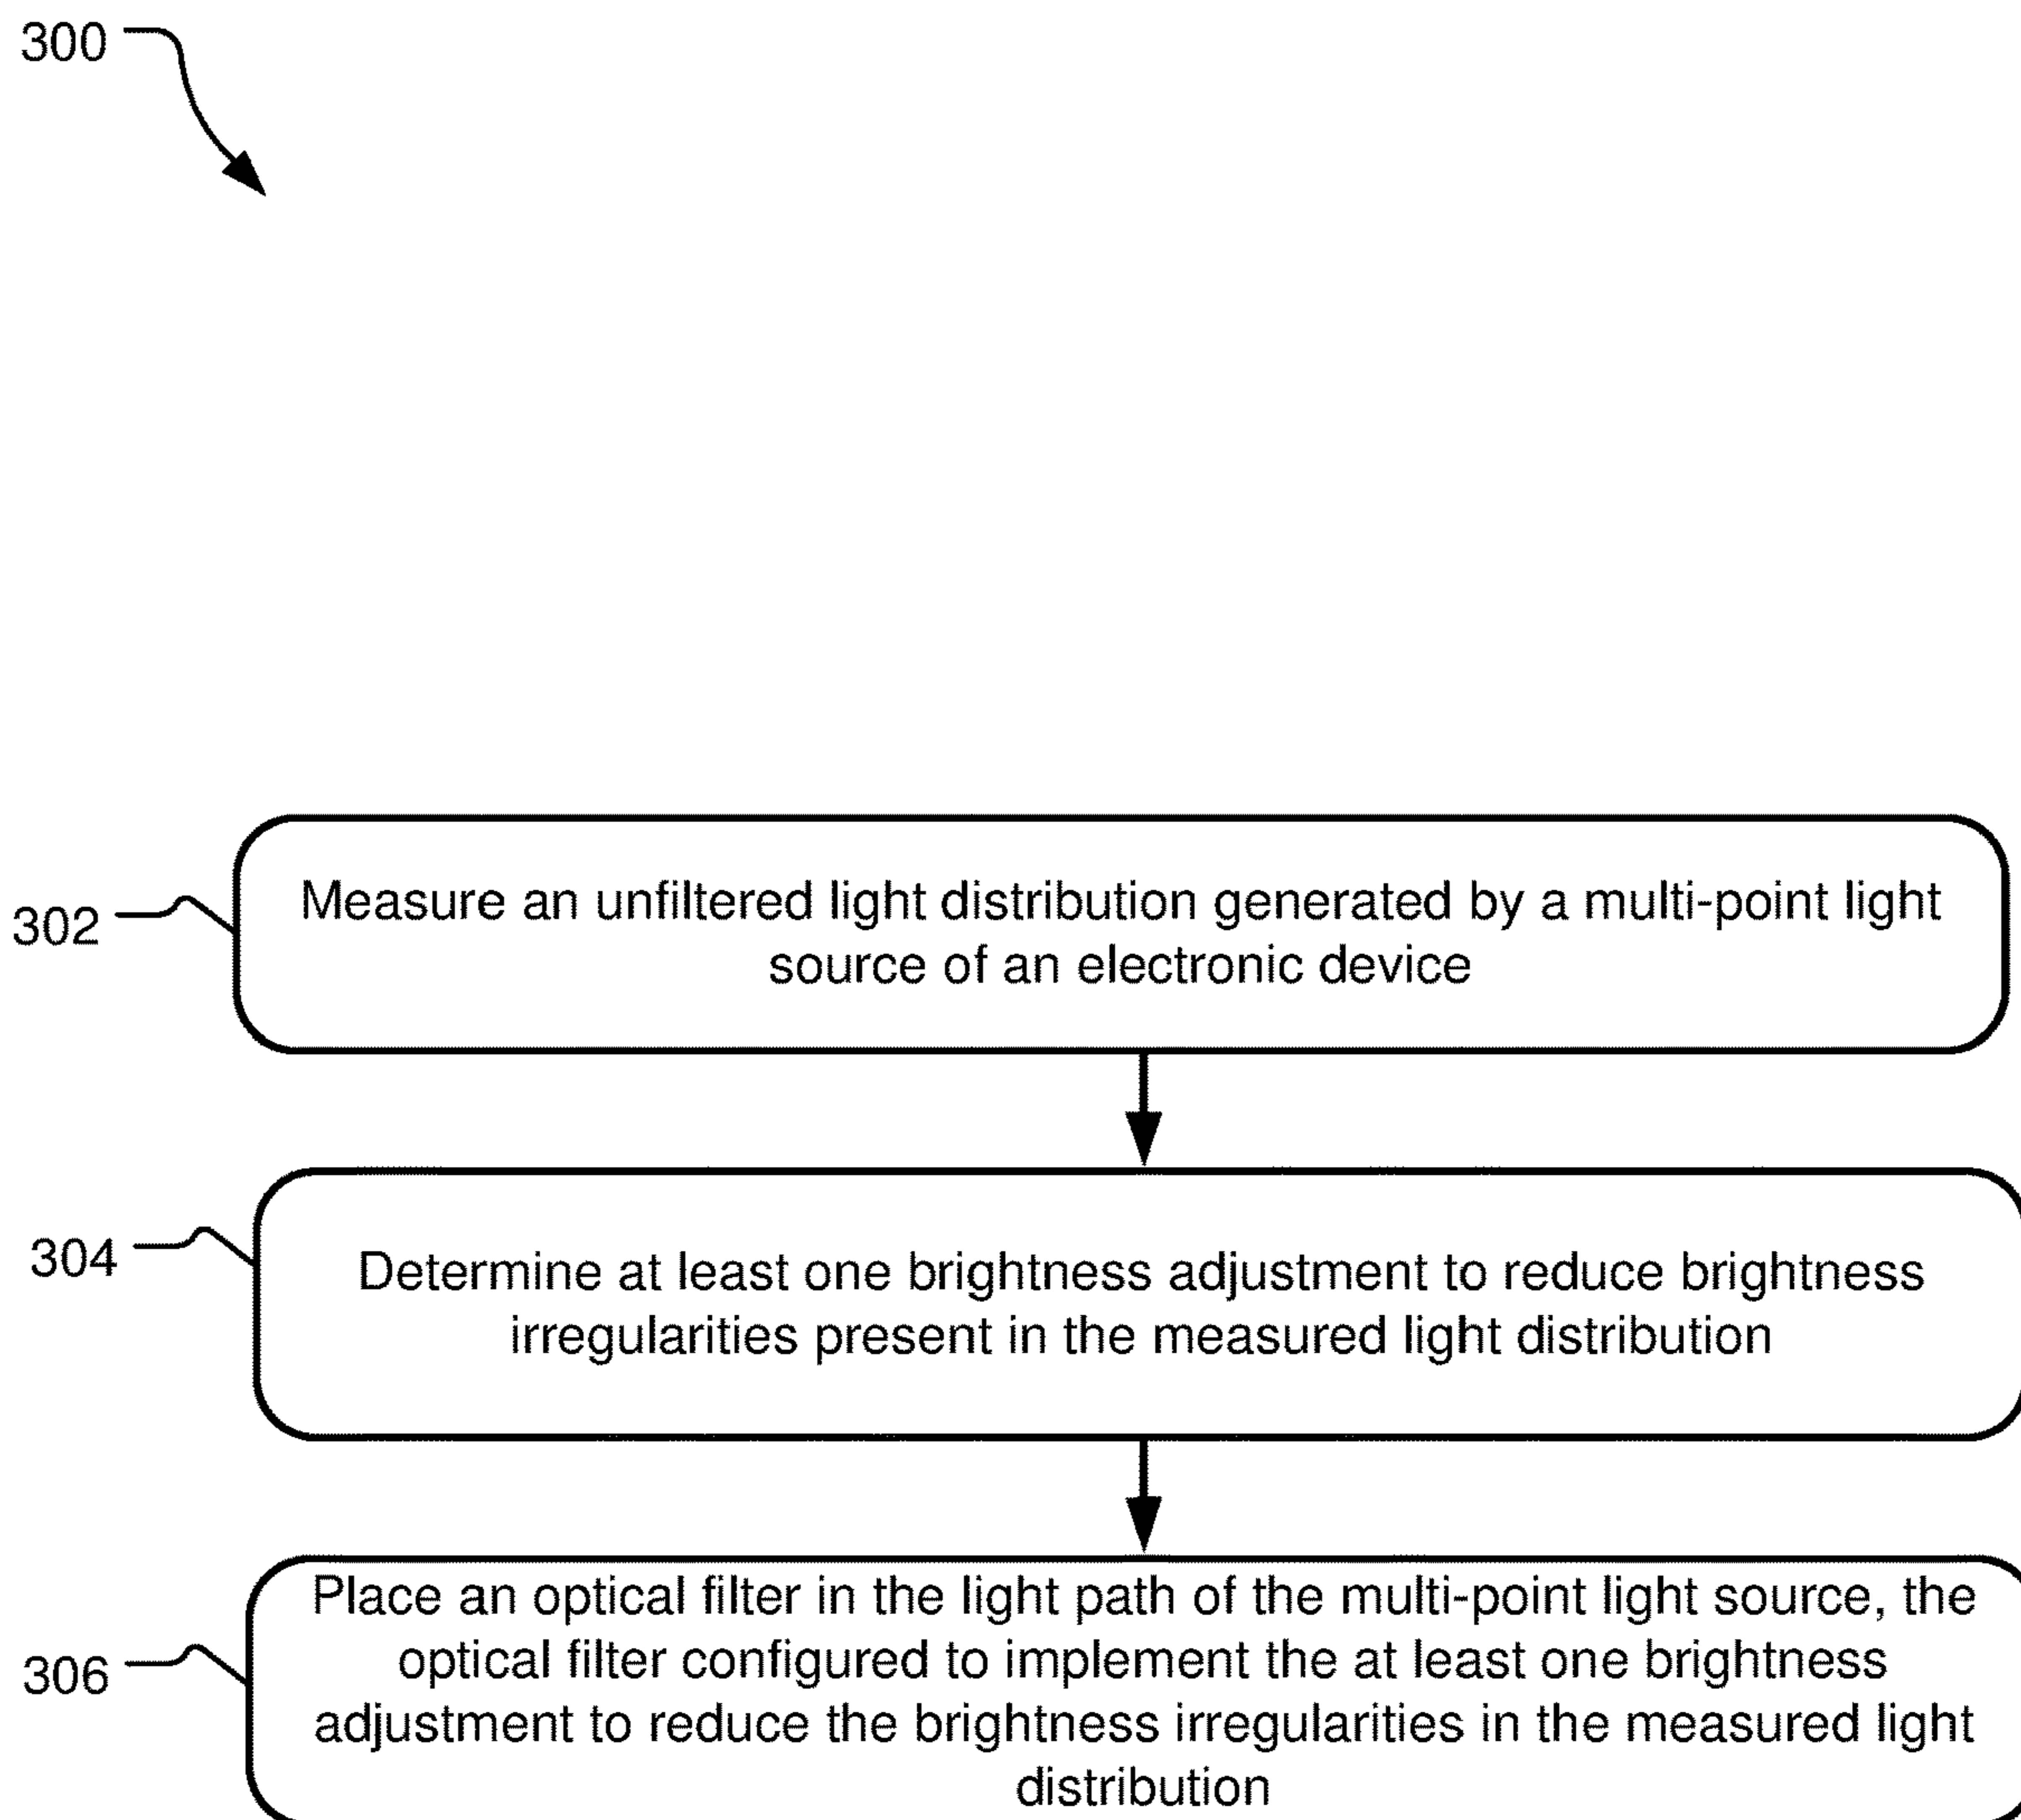 300
302
Measure an unfiltered light distribution generated by a multi-point light
source of an electronic device
304
Determine at least one brightness adjustment to reduce brightness
irregularities present in the measured light distribution
306
Place an optical filter in the light path of the multi-point light source, the
optical filter configured to implement the at least one brightness
adjustment to reduce the brightness irregularities in the measured light
distribution